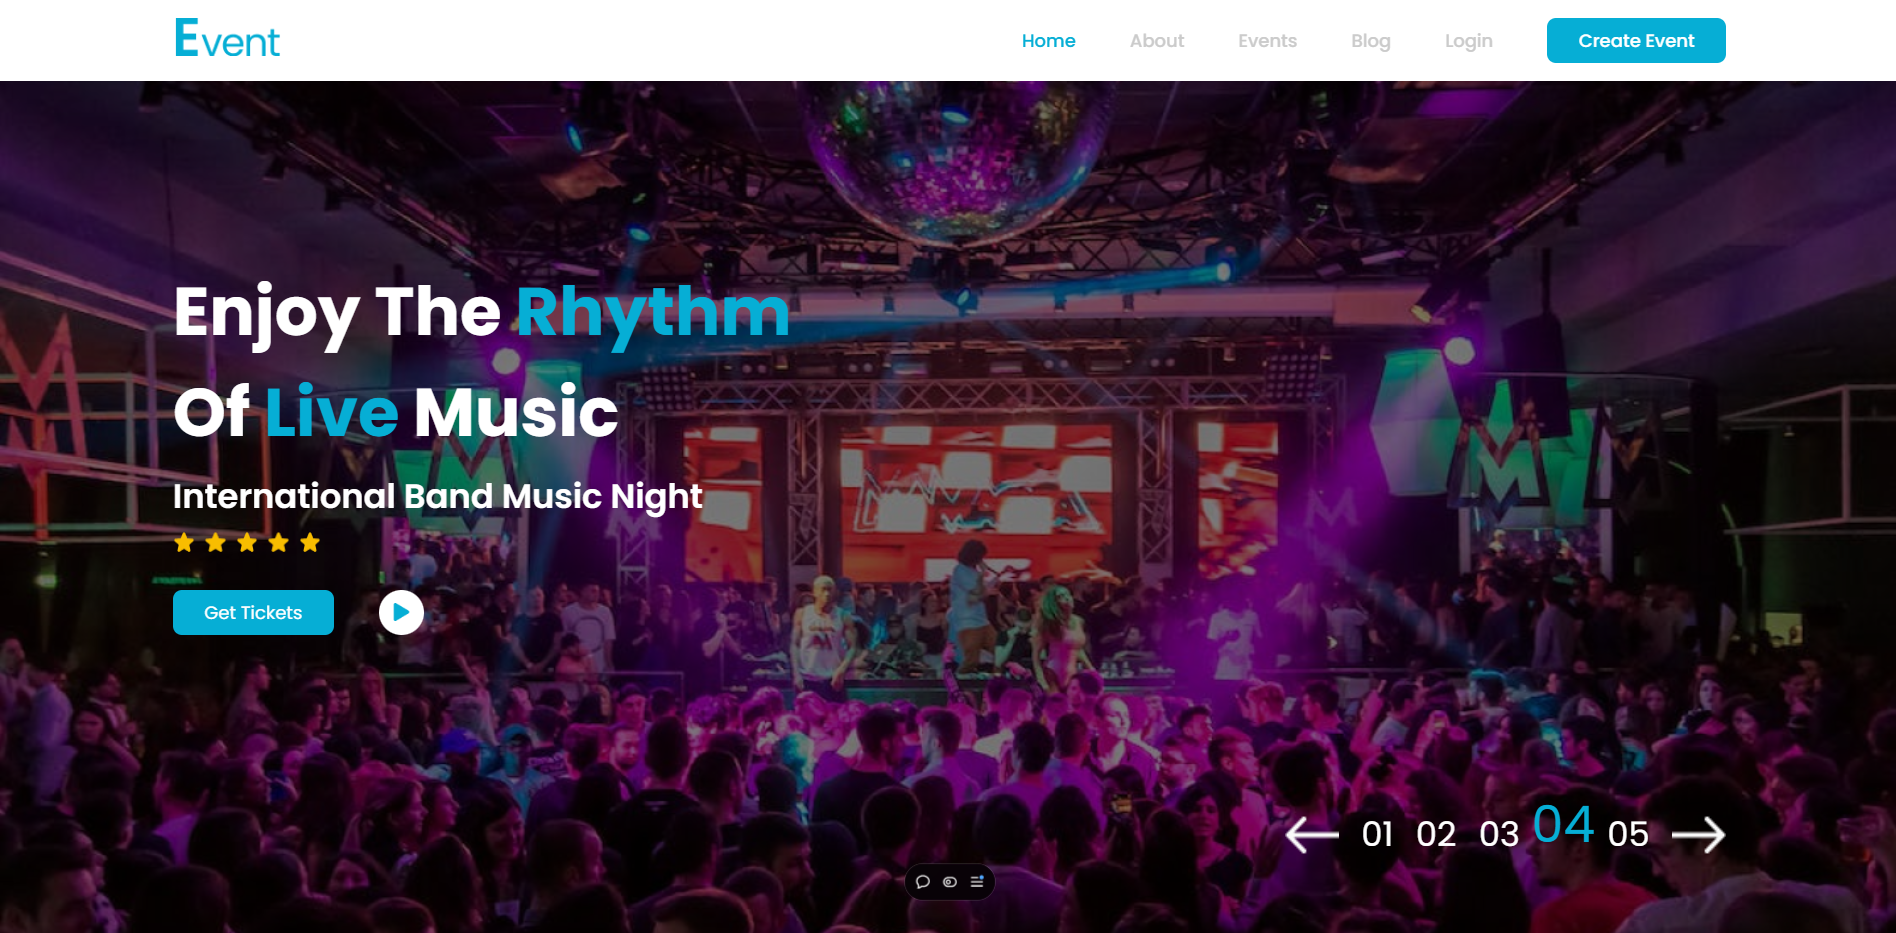 Event
Home About Events Blog Login Create Event
Enjoy The Rhythm
Of Live Music
International Band Music Night
Get Tickets
01 02 03 04 05